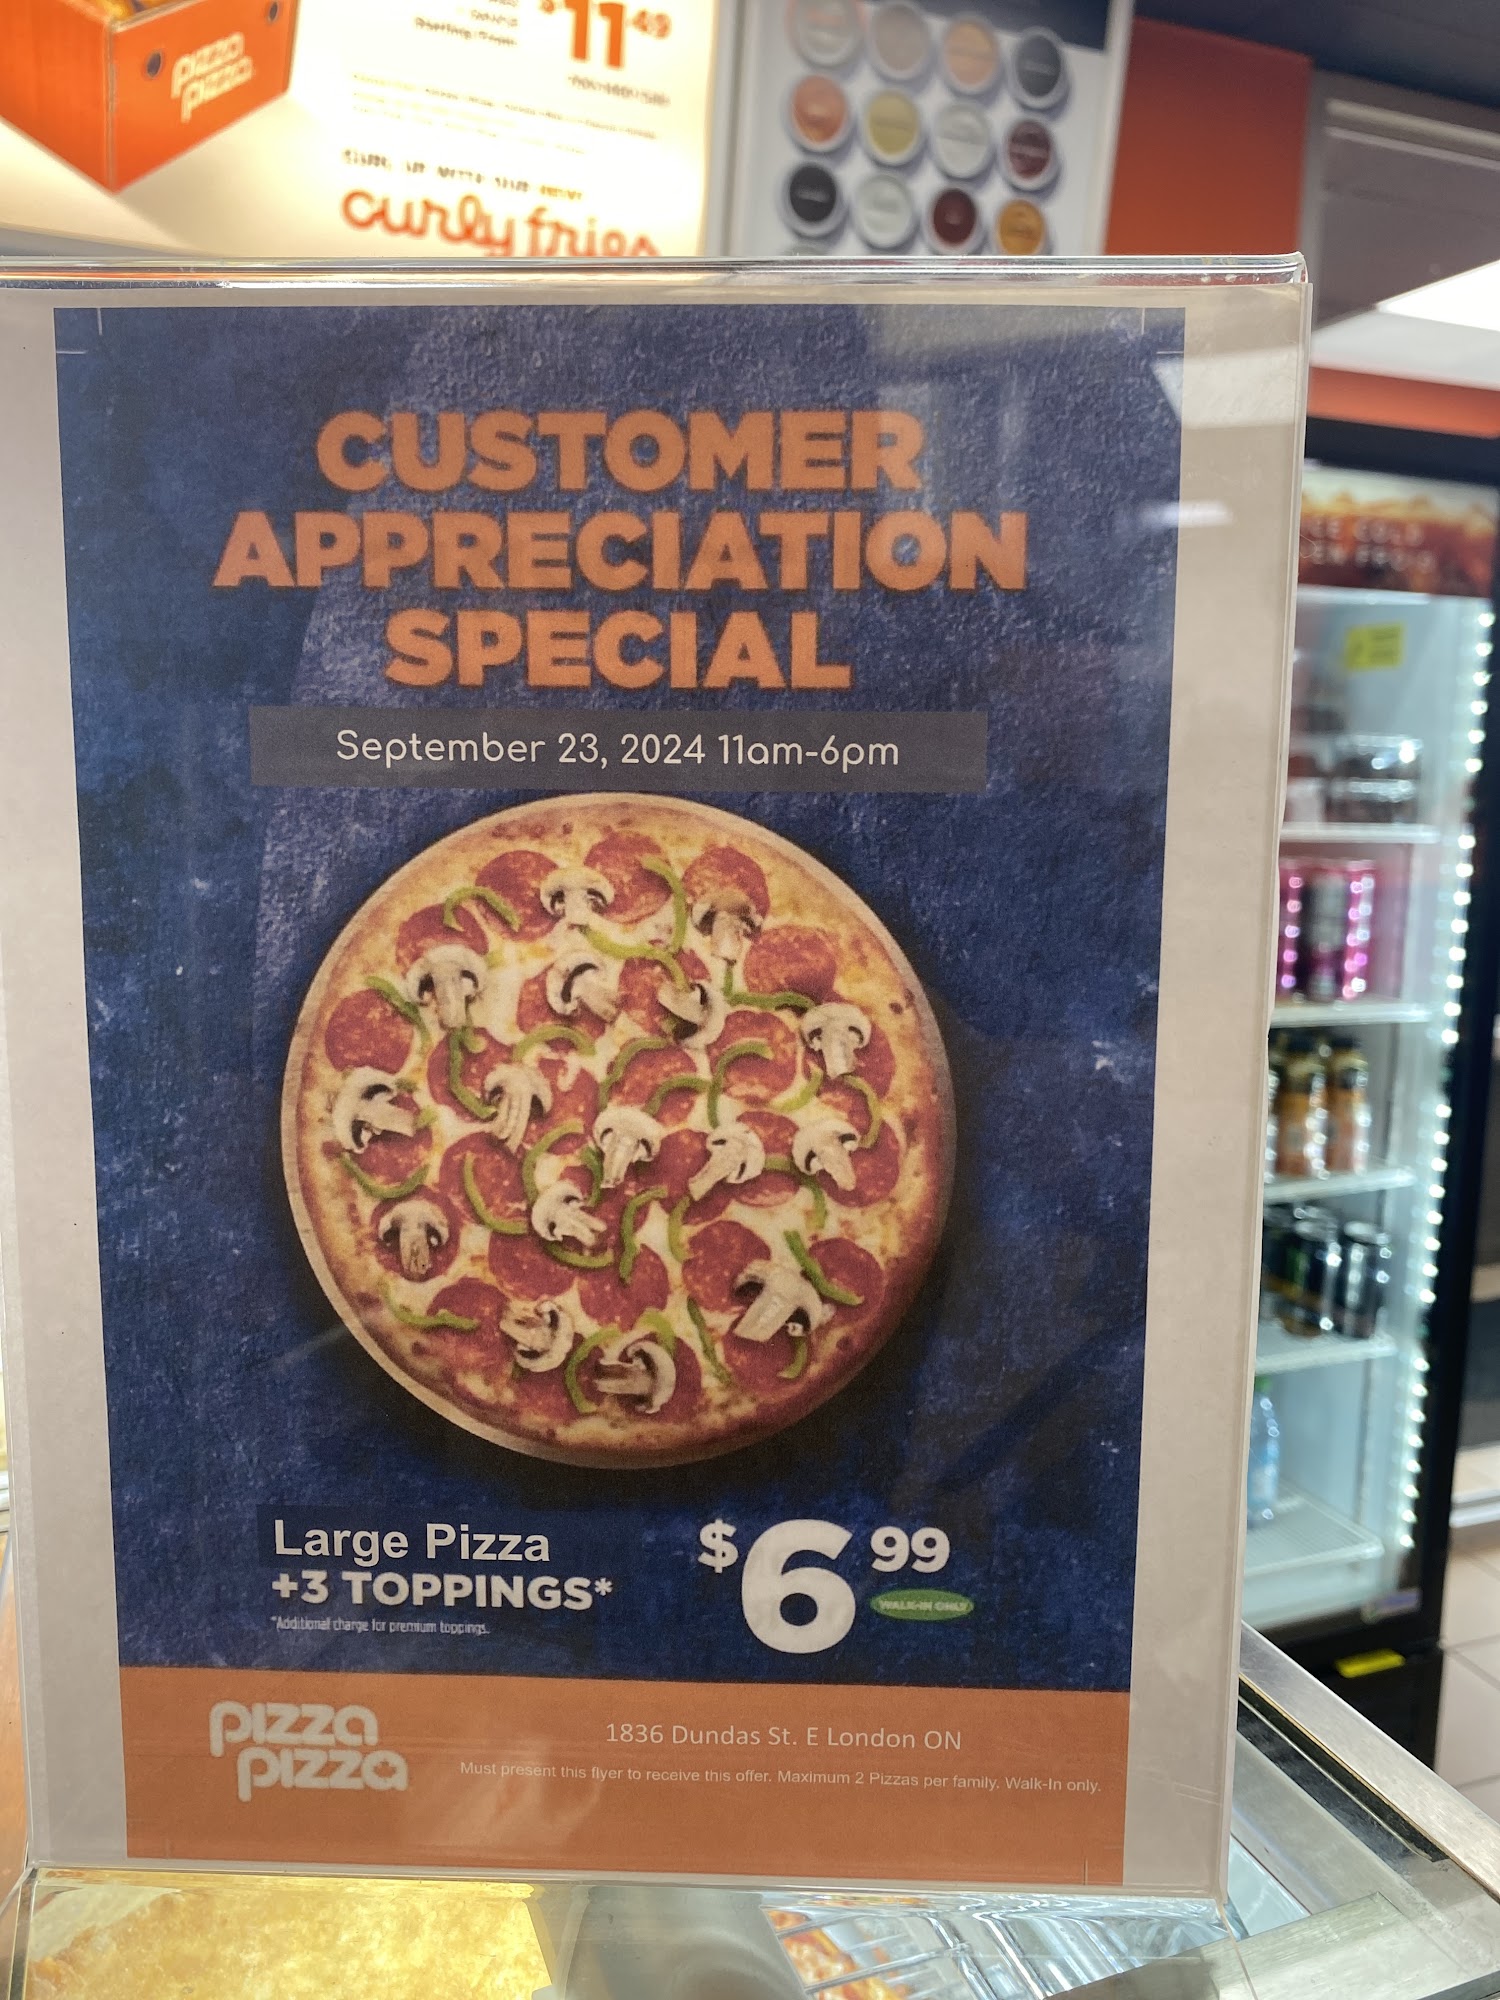 pizza
pizza
$11 49
curly fries
CUSTOMER
APPRECIATION
SPECIAL
September 23, 2024 11am-6pm
Large Pizza
+3 TOPPINGS*
*Additional charge for premium toppings.
$6 99
WALK-IN ONLY
pizza
pizza
1836 Dundas St. E London ON
Must present this flyer to receive this offer. Maximum 2 Pizzas per family. Walk-In only.